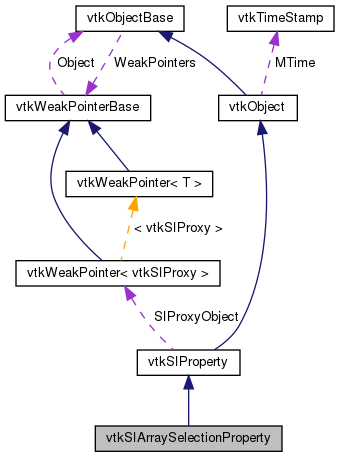 vtkObjectBase
vtkTimeStamp
Object
WeakPointers
MTime
vtkWeakPointerBase
vtkObject
vtkWeakPointer< T >
< vtkSIProxy >
vtkWeakPointer< vtkSIProxy >
SIProxyObject
vtkSIProperty
vtkSIArraySelectionProperty